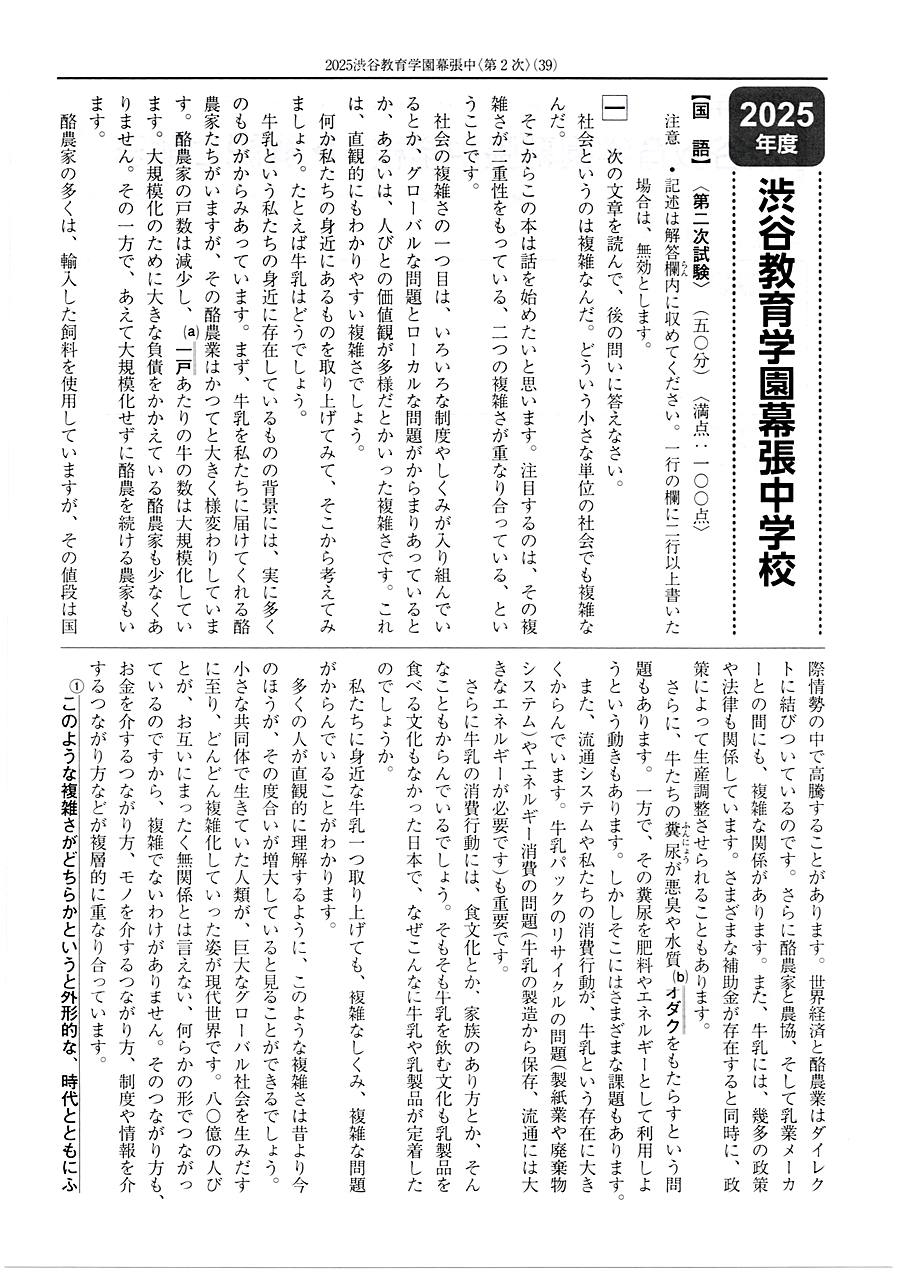 2025渋谷教育学園幕張中〈第2次〉(39)
2025年度
渋谷教育学園幕張中学校
【国語】〈第二次試験〉(五〇分)〈満点:一〇〇点〉
注意 ・記述は解答欄内に収めてください。一行の欄に二行以上書いた
らん
場合は、無効とします。
一 次の文章を読んで、後の問いに答えなさい。
社会というのは複雑なんだ。どういう小さな単位の社会でも複雑な
んだ。
そこからこの本は話を始めたいと思います。注目するのは、その複
雑さが二重性をもっている、二つの複雑さが重なり合っている、とい
うことです。
社会の複雑さの一つ目は、いろいろな制度やしくみが入り組んでい
るとか、グローバルな問題とローカルな問題がからまりあっていると
か、あるいは、人びとの価値観が多様だとかいった複雑さです。これ
は、直観的にもわかりやすい複雑さでしょう。
何か私たちの身近にあるものを取り上げてみて、そこから考えてみ
ましょう。たとえば牛乳はどうでしょう。
牛乳という私たちの身近に存在しているものの背景には、実に多く
のものがからみあっています。まず、牛乳を私たちに届けてくれる酪
農家たちがいますが、その酪農業はかつてと大きく様変わりしていま
す。酪農家の戸数は減少し、(a)一戸あたりの牛の数は大規模化してい
ます。大規模化のために大きな負債をかかえている酪農家も少なくあ
りません。その一方で、あえて大規模化せずに酪農を続ける農家もい
ます。
酪農家の多くは、輸入した飼料を使用していますが、その値段は国
際情勢の中で高騰することがあります。世界経済と酪農業はダイレク
トに結びついているのです。さらに酪農家と農協、そして乳業メーカ
ーとの間にも、複雑な関係があります。また、牛乳には、幾多の政策
や法律も関係しています。さまざまな補助金が存在すると同時に、政
策によって生産調整させられることもあります。
さらに、牛たちの糞尿が悪臭や水質(b)オダクをもたらすという問
ふんにょう
題もあります。一方で、その糞尿を肥料やエネルギーとして利用しよ
うという動きもあります。しかしそこにはさまざまな課題もあります。
また、流通システムや私たちの消費行動が、牛乳という存在に大き
くからんでいます。牛乳パックのリサイクルの問題(製紙業や廃棄物
システム)やエネルギー消費の問題(牛乳の製造から保存、流通には大
きなエネルギーが必要です)も重要です。
さらに牛乳の消費行動には、食文化とか、家族のあり方とか、そん
なこともからんでいるでしょう。そもそも牛乳を飲む文化も乳製品を
食べる文化もなかった日本で、なぜこんなに牛乳や乳製品が定着した
のでしょうか。
私たちに身近な牛乳一つ取り上げても、複雑なしくみ、複雑な問題
がからんでいることがわかります。
多くの人が直観的に理解するように、このような複雑さは昔より今
のほうが、その度合いが増大していると見ることができるでしょう。
小さな共同体で生きていた人類が、巨大なグローバル社会を生みだす
に至り、どんどん複雑化していった姿が現代世界です。八〇億の人び
とが、お互いにまったく無関係とは言えない、何らかの形でつながっ
ているのですから、複雑でないわけがありません。そのつながり方も、
お金を介するつながり方、モノを介するつながり方、制度や情報を介
するつながり方などが複層的に重なり合っています。
①このような複雑さがどちらかというと外形的な、時代とともにふ